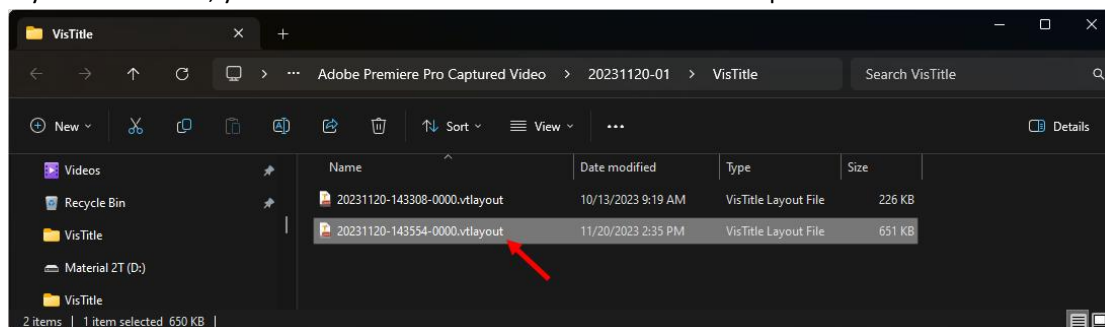 VisTitle
Adobe Premiere Pro Captured Video > 20231120-01 > VisTitle
Search VisTitle
New
Sort
View
Details
Name
Date modified
Type
Size
Videos
Recycle Bin
VisTitle
Material 2T (D:)
VisTitle
20231120-143308-0000.vtlayout 10/13/2023 9:19 AM VisTitle Layout File 226 KB
20231120-143554-0000.vtlayout 11/20/2023 2:35 PM VisTitle Layout File 651 KB
2 items | 1 item selected 650 KB |